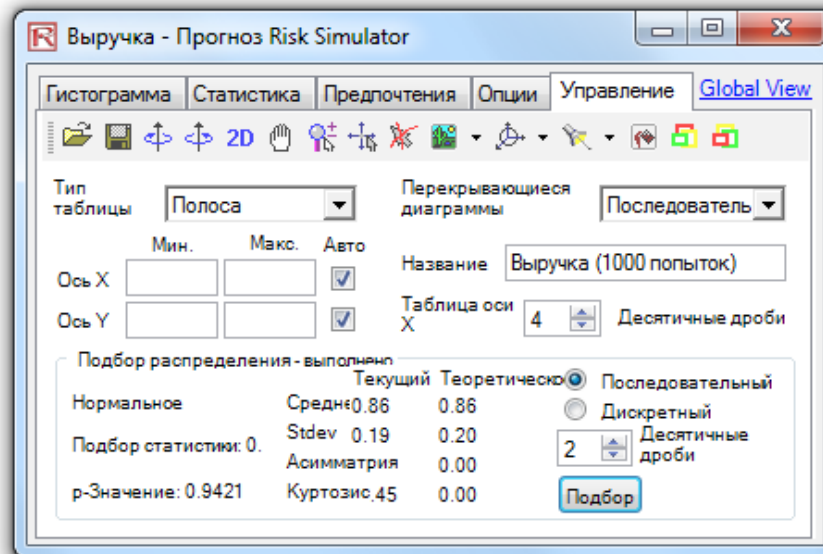 Выручка - Прогноз Risk Simulator
Гистограмма Статистика Предпочтения Опции Управление Global View
2D
Тип таблицы Полоса Перекрывающиеся диаграммы Последователь
Мин. Макс. Авто
Ось X Название Выручка (1000 попыток)
Ось Y Таблица оси X 4 Десятичные дроби
Подбор распределения - выполнено
Текущий Теоретическо Последовательный
Нормальное Средне 0.86 0.86 Дискретный
Подбор статистики: 0. Stdev 0.19 0.20 2 Десятичные дроби
Асимматрия 0.00
р-Значение: 0.9421 Куртозис .45 0.00 Подбор